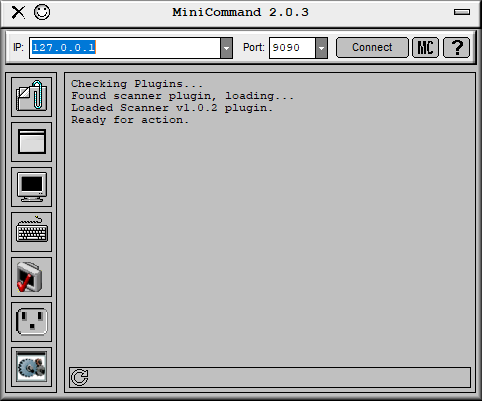 MiniCommand 2.0.3
IP: 127.0.0.1 Port: 9090 Connect MC ?
Checking Plugins...
Found scanner plugin, loading...
Loaded Scanner v1.0.2 plugin.
Ready for action.